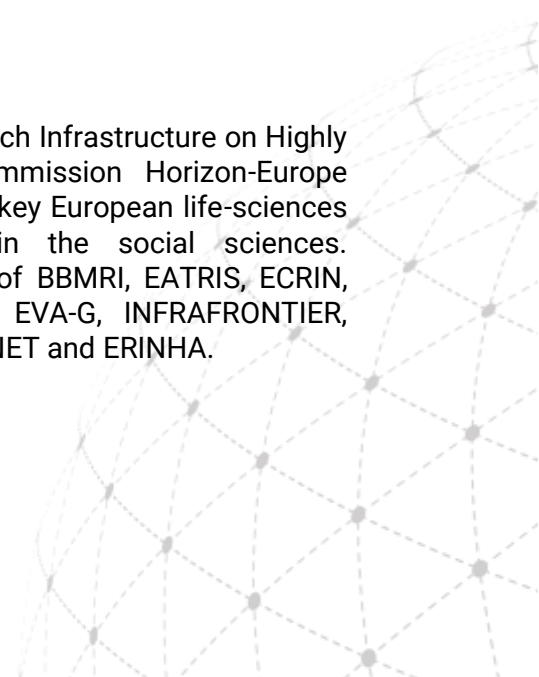 ch Infrastructure on Highly
mmission Horizon-Europe
key European life-sciences
in the social sciences.
of BBMRI, EATRIS, ECRIN,
EVA-G, INFRAFRONTIER,
NET and ERINHA.